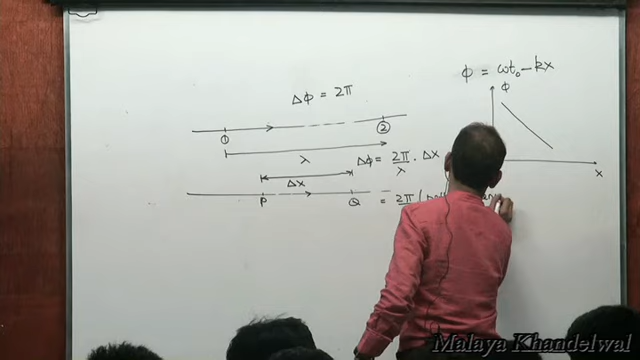 Δϕ = 2π
① ②
λ
Δϕ = 2π/λ . Δx
Δx
P Q = 2π
ϕ = ωt₀ - kx
ϕ
x
Malaya Khandelwal